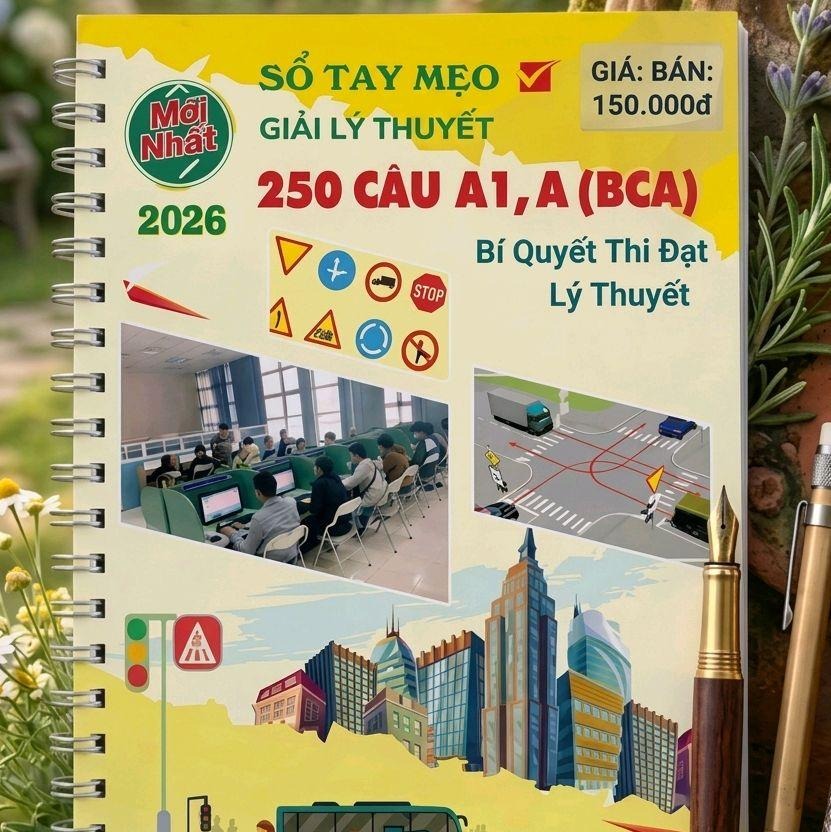 SỔ TAY MẸO
GIẢI LÝ THUYẾT
GIÁ: BÁN:
150.000đ
Mới
Nhất
2026
250 CÂU A1, A (BCA)
Bí Quyết Thi Đạt
Lý Thuyết
STOP